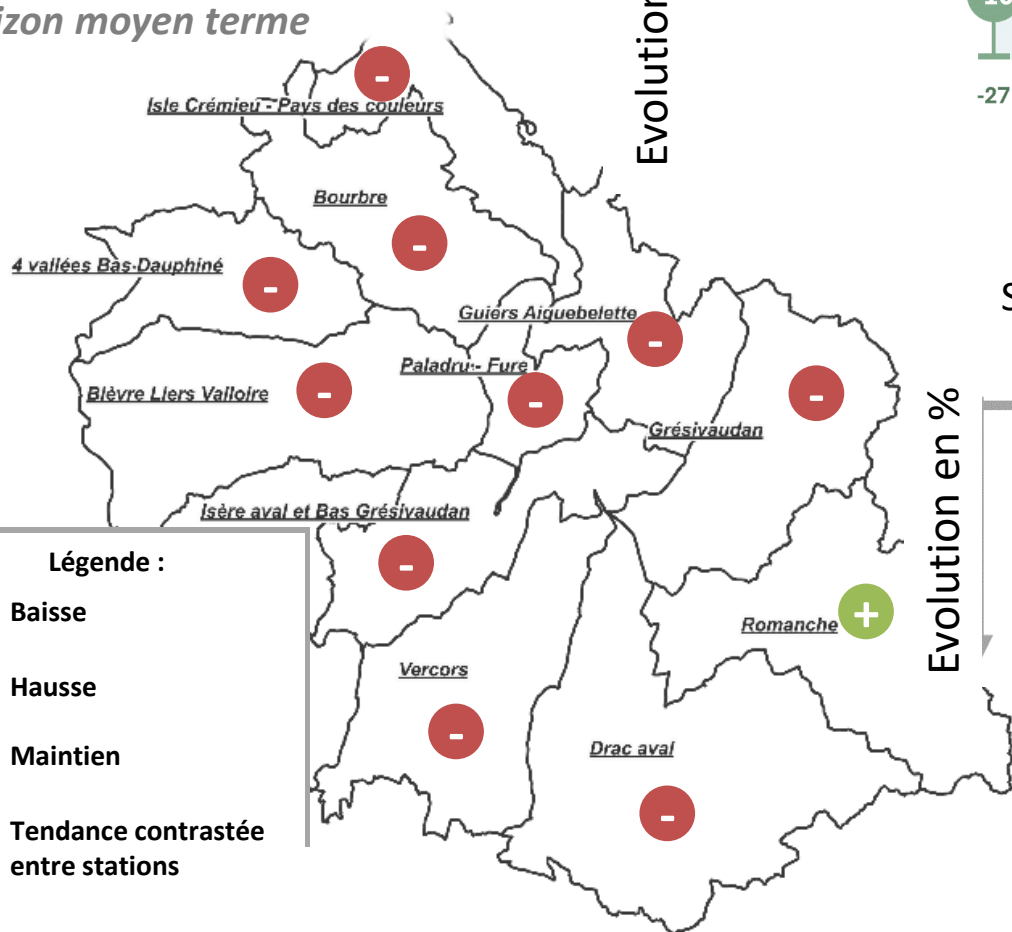 izon moyen terme
-
Isle Crémieu - Pays des couleurs
Bourbre
-
4 vallées Bas-Dauphiné
-
Guiers Aiguebelette
-
Paladru - Fure
-
Bièvre Liers Valloire
-
-
Grésivaudan
Isère aval et Bas Grésivaudan
-
Romanche
+
Vercors
-
Drac aval
-
Légende :
Baisse
Hausse
Maintien
Tendance contrastée
entre stations
Evolution
Evolution en %
-27
S